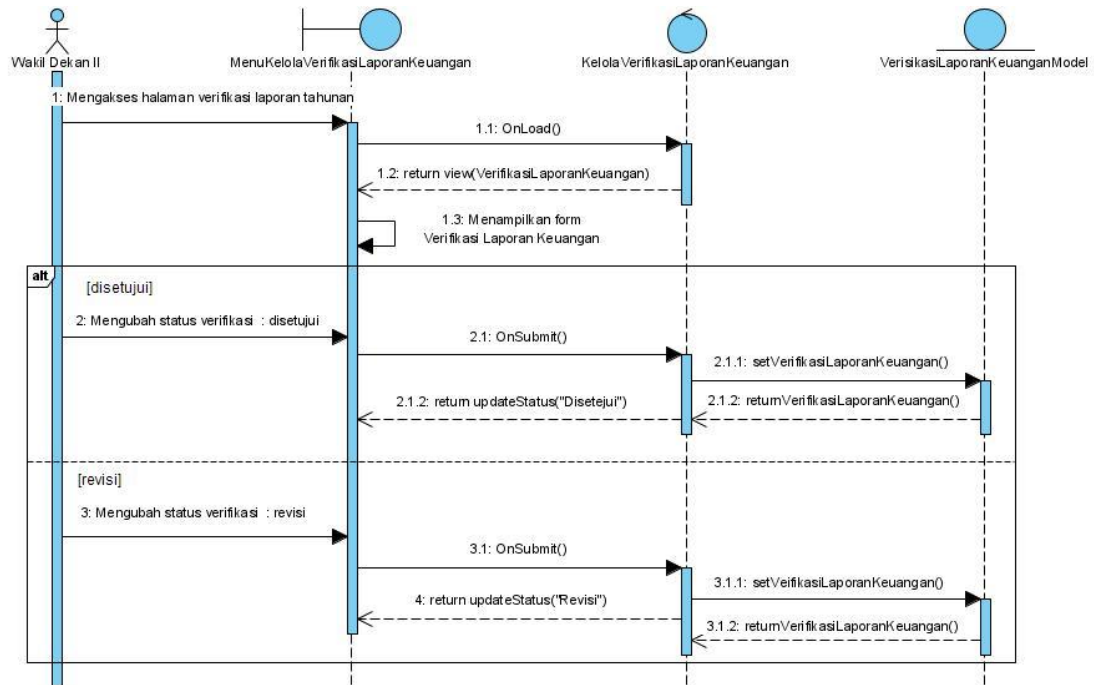 Wakil Dekan II
MenuKelolaVerifikasiLaporanKeuangan
KelolaVerifikasiLaporanKeuangan
VerisikasiLaporanKeuanganModel
1: Mengakses halaman verifikasi laporan tahunan
1.1: OnLoad()
1.2: return view(VerifikasiLaporanKeuangan)
1.3: Menampilkan form
Verifikasi Laporan Keuangan
alt
[disetujui]
2: Mengubah status verifikasi : disetujui
2.1: OnSubmit()
2.1.1: setVerifikasiLaporanKeuangan()
2.1.2: return updateStatus("Disetejui")
2.1.2: returnVerifikasiLaporanKeuangan()
[revisi]
3: Mengubah status verifikasi : revisi
3.1: OnSubmit()
3.1.1: setVeifikasiLaporanKeuangan()
4: return updateStatus("Revisi")
3.1.2: returnVerifikasiLaporanKeuangan()